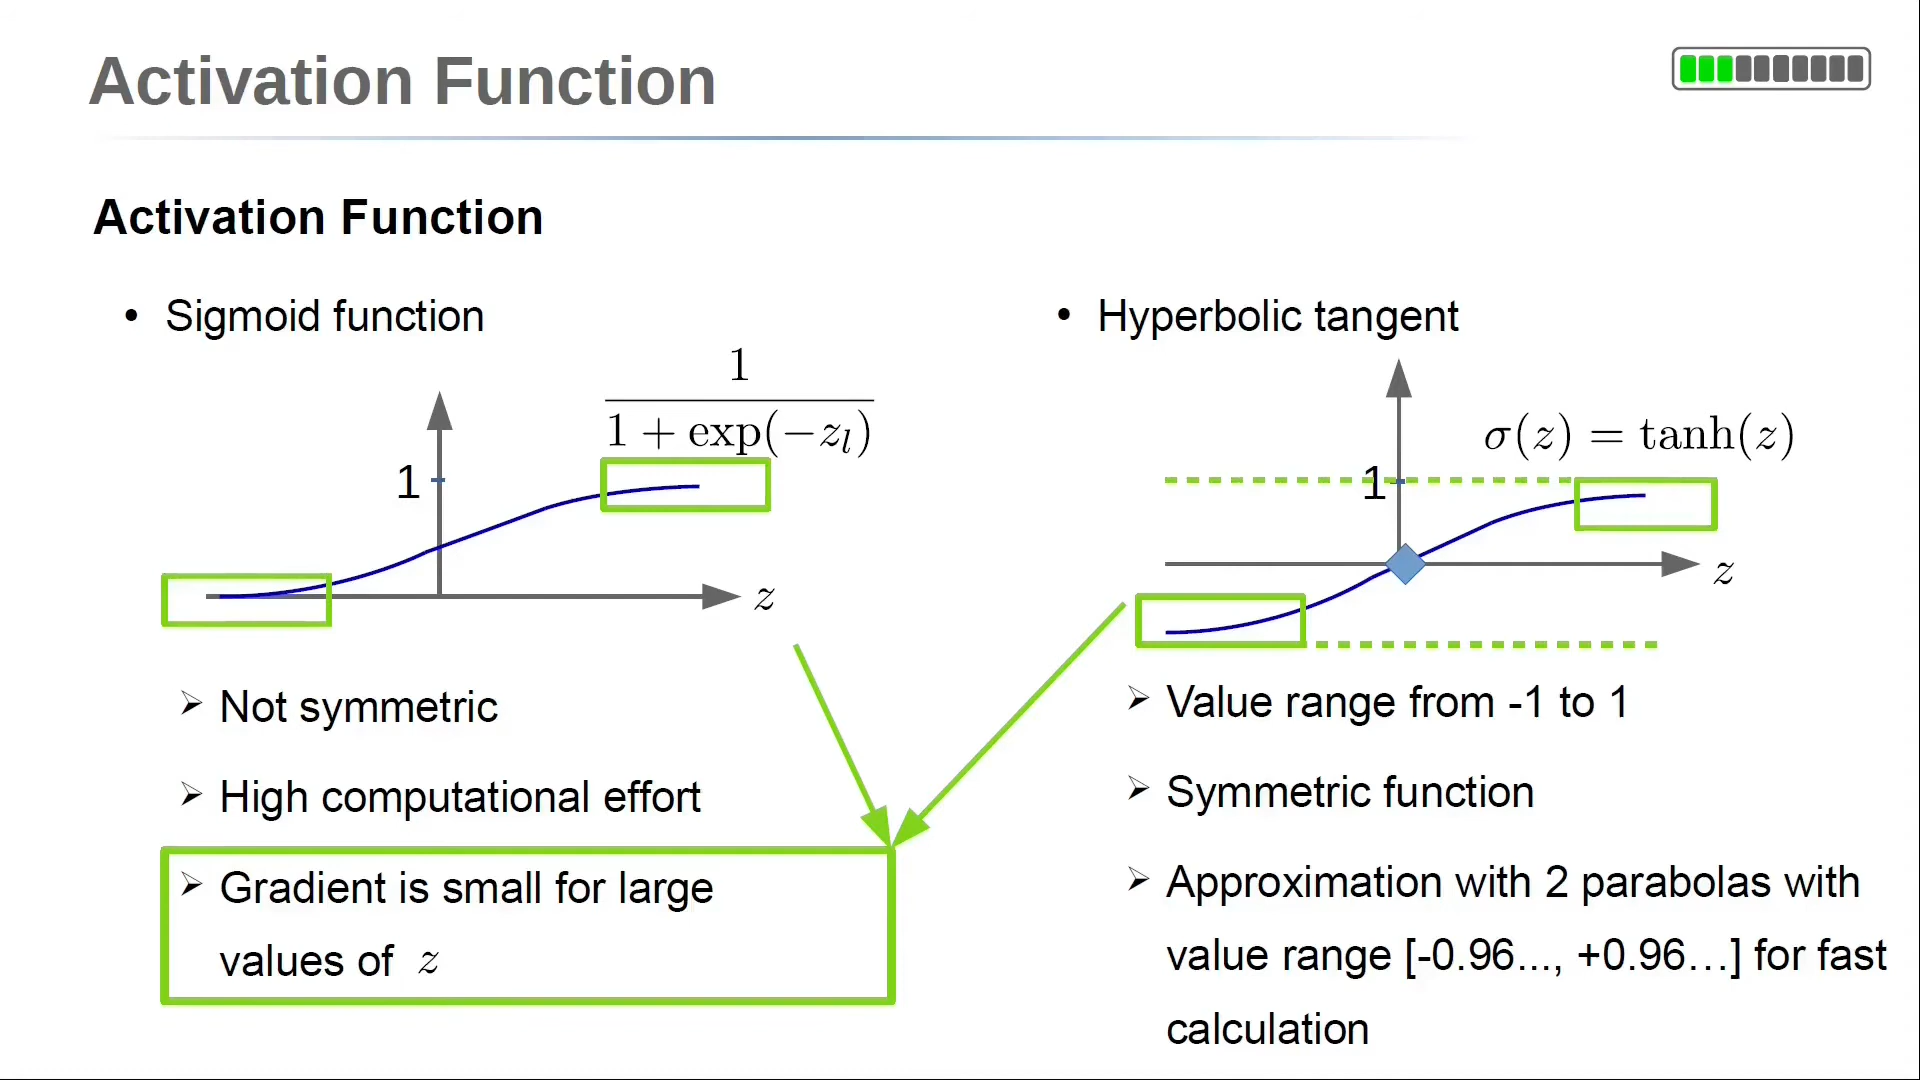 Activation Function
Activation Function
• Sigmoid function
1
1 + exp(−z_l)
1
z
➢ Not symmetric
➢ High computational effort
➢ Gradient is small for large
values of z
• Hyperbolic tangent
σ(z) = tanh(z)
1
z
➢ Value range from -1 to 1
➢ Symmetric function
➢ Approximation with 2 parabolas with
value range [-0.96..., +0.96…] for fast
calculation